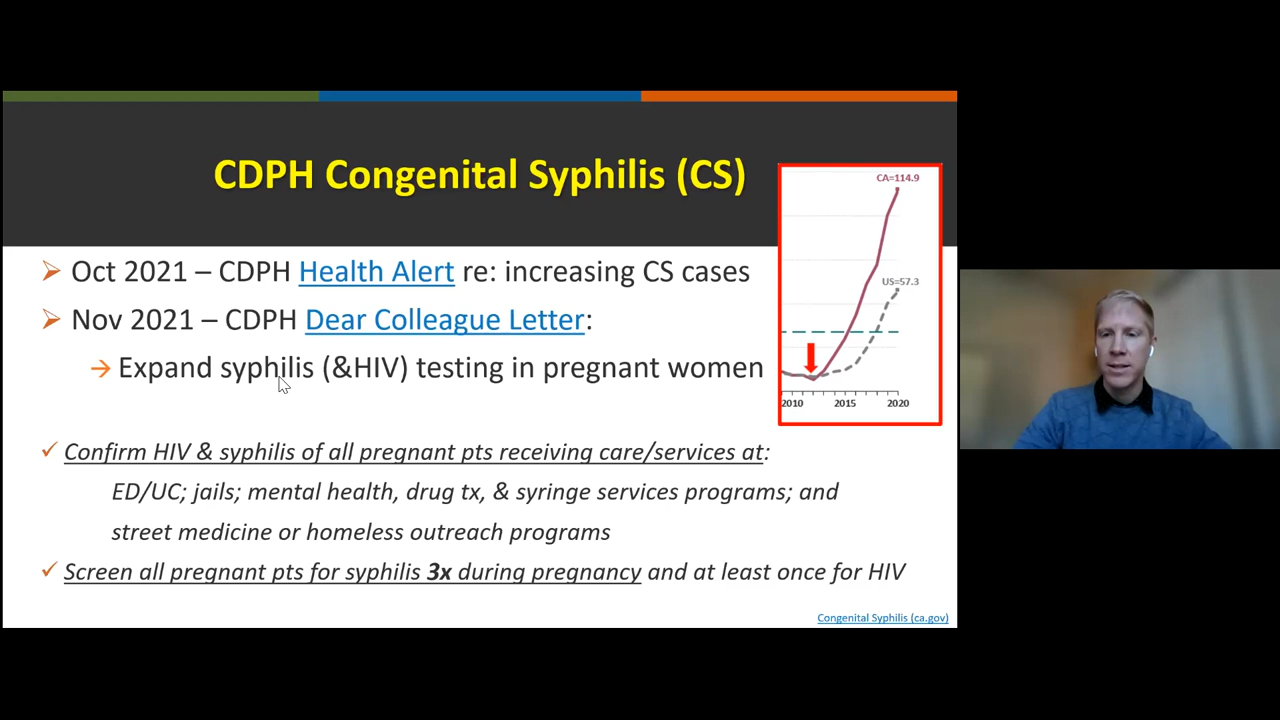 CDPH Congenital Syphilis (CS)
CA=114.9
US=57.3
2010 2015 2020
Oct 2021 – CDPH Health Alert re: increasing CS cases
Nov 2021 – CDPH Dear Colleague Letter:
→ Expand syphilis (&HIV) testing in pregnant women
✓ Confirm HIV & syphilis of all pregnant pts receiving care/services at:
ED/UC; jails; mental health, drug tx, & syringe services programs; and
street medicine or homeless outreach programs
✓ Screen all pregnant pts for syphilis 3x during pregnancy and at least once for HIV
Congenital Syphilis (ca.gov)